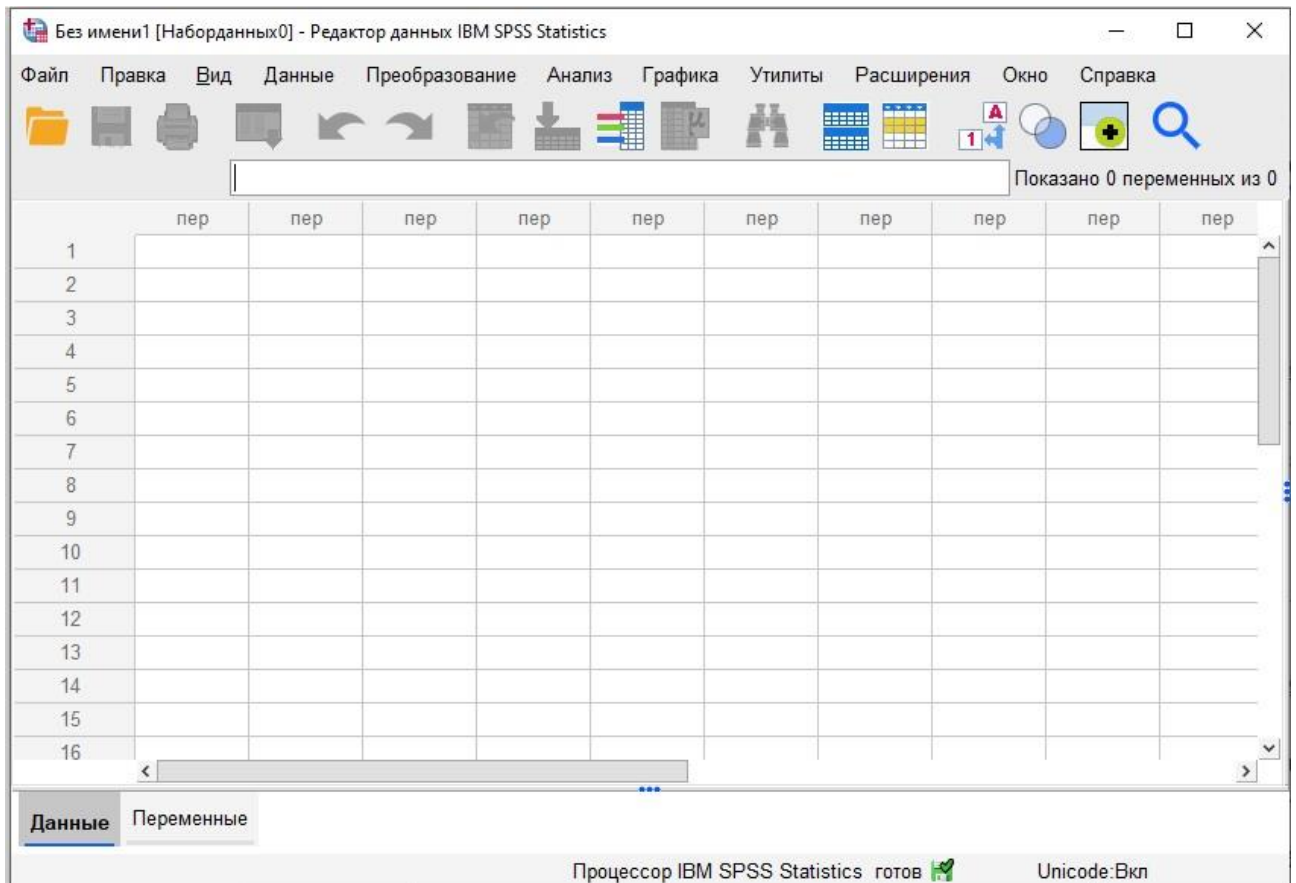 Без имени1 [Наборданных0] - Редактор данных IBM SPSS Statistics
Файл Правка Вид Данные Преобразование Анализ Графика Утилиты Расширения Окно Справка
Показано 0 переменных из 0
пер пер пер пер пер пер пер пер пер пер
1
2
3
4
5
6
7
8
9
10
11
12
13
14
15
16
Данные Переменные
Процессор IBM SPSS Statistics готов Unicode:Вкл